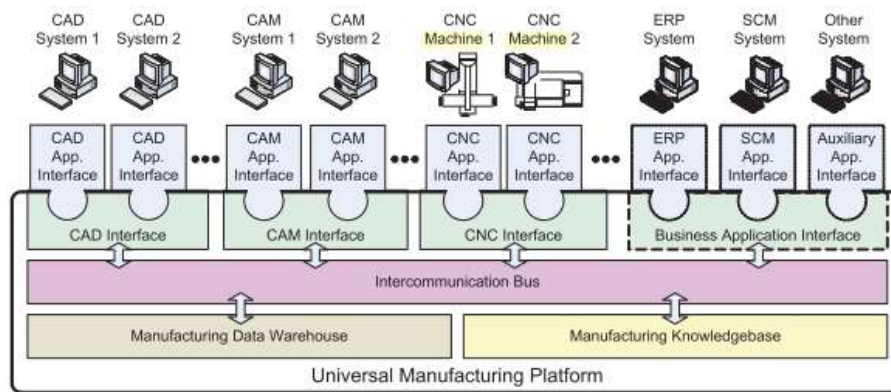 CAD System 1
CAD System 2
CAM System 1
CAM System 2
CNC Machine 1
CNC Machine 2
ERP System
SCM System
Other System
CAD App. Interface
CAD App. Interface
CAM App. Interface
CAM App. Interface
CNC App. Interface
CNC App. Interface
ERP App. Interface
SCM App. Interface
Auxiliary App. Interface
CAD Interface
CAM Interface
CNC Interface
Business Application Interface
Intercommunication Bus
Manufacturing Data Warehouse
Manufacturing Knowledgebase
Universal Manufacturing Platform